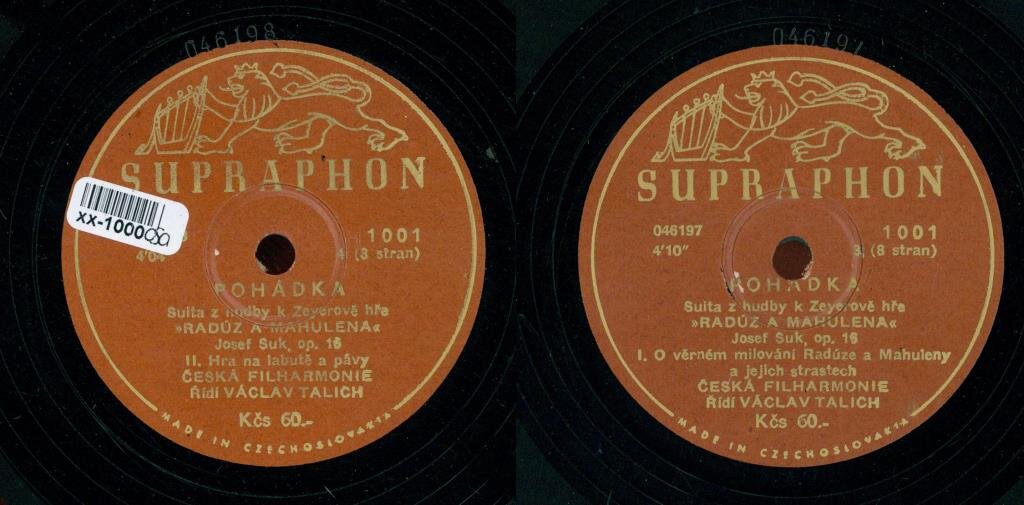 046198
SUPRAPHON
xx-1000
1001
4'0
4 (8 stran)
POHÁDKA
Suita z hudby k Zeyerově hře
»RADÚZ A MAHULENA«
Josef Suk, op. 16
II. Hra na labutě a pávy
ČESKÁ FILHARMONIE
Řídí VÁCLAV TALICH
Kčs 60.-
MADE IN CZECHOSLOVAKIA
046197
SUPRAPHON
046197
1001
4'10"
3 (8 stran)
POHÁDKA
Suita z hudby k Zeyerově hře
»RADÚZ A MAHULENA«
Josef Suk, op. 16
I. O věrném milování Radúze a Mahuleny
a jejich strastech
ČESKÁ FILHARMONIE
Řídí VÁCLAV TALICH
Kčs 60.-
MADE IN CZECHOSLOVAKIA